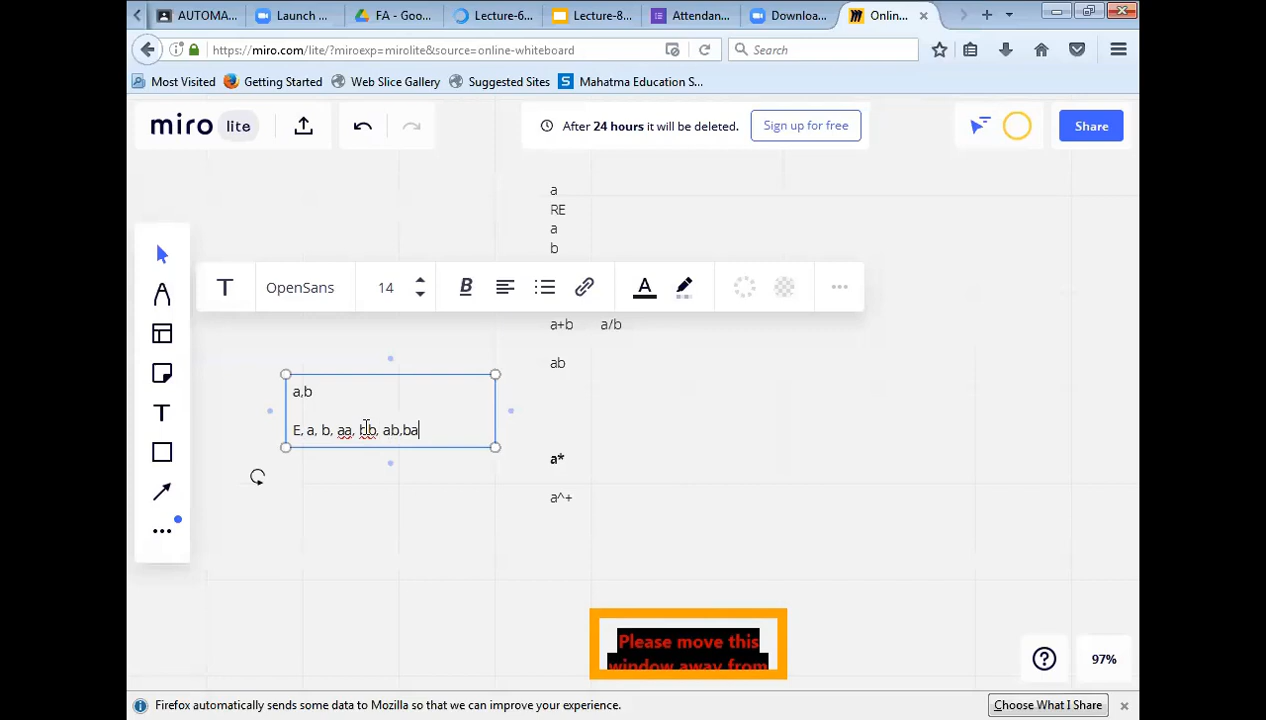 AUTOMA... Launch ... FA - Goo... Lecture-6... Lecture-8... Attendan... Downloa... Onlin...
https://miro.com/lite/?miroexp=mirolite&source=online-whiteboard Search
Most Visited Getting Started Web Slice Gallery Suggested Sites Mahatma Education S...
miro lite After 24 hours it will be deleted. Sign up for free Share
a
RE
a
b
T OpenSans 14 B A
a+b a/b
ab
a,b
E, a, b, aa, bb, ab,ba
a*
a^+
Please move this
window away from
97%
Firefox automatically sends some data to Mozilla so that we can improve your experience. Choose What I Share